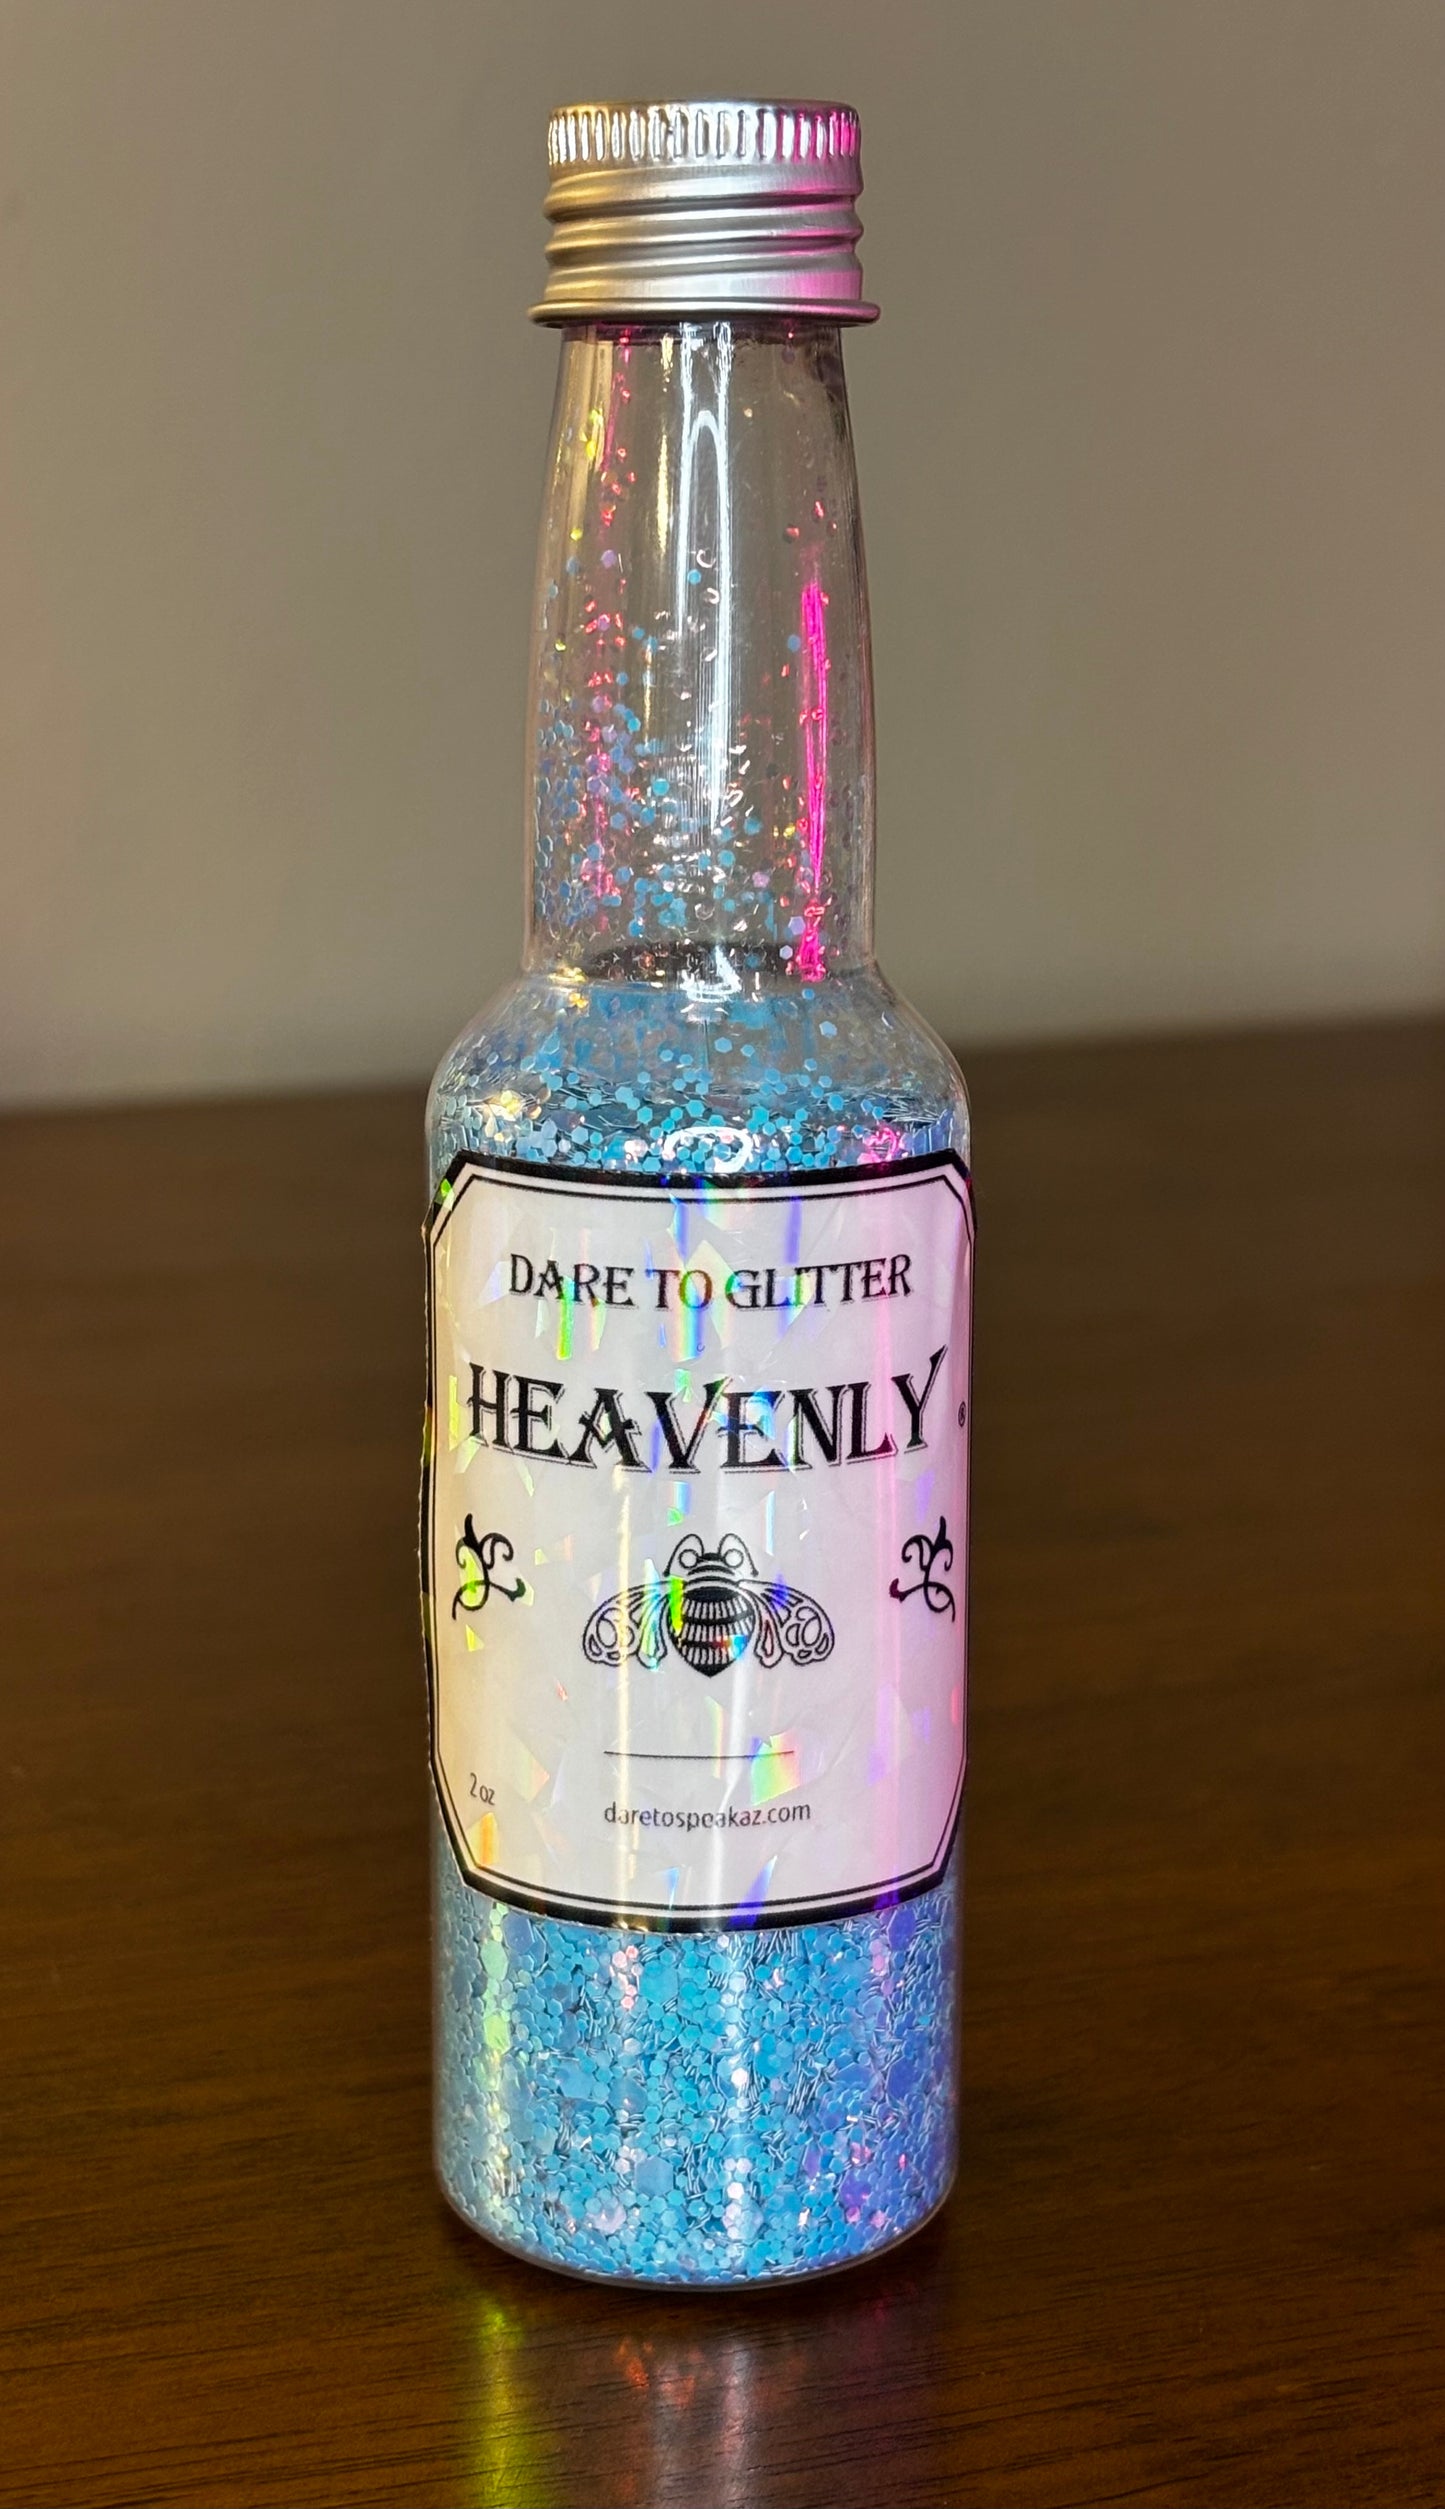 DARE TO GLITTER
HEAVENLY ®
2 oz
daretospeakaz.com